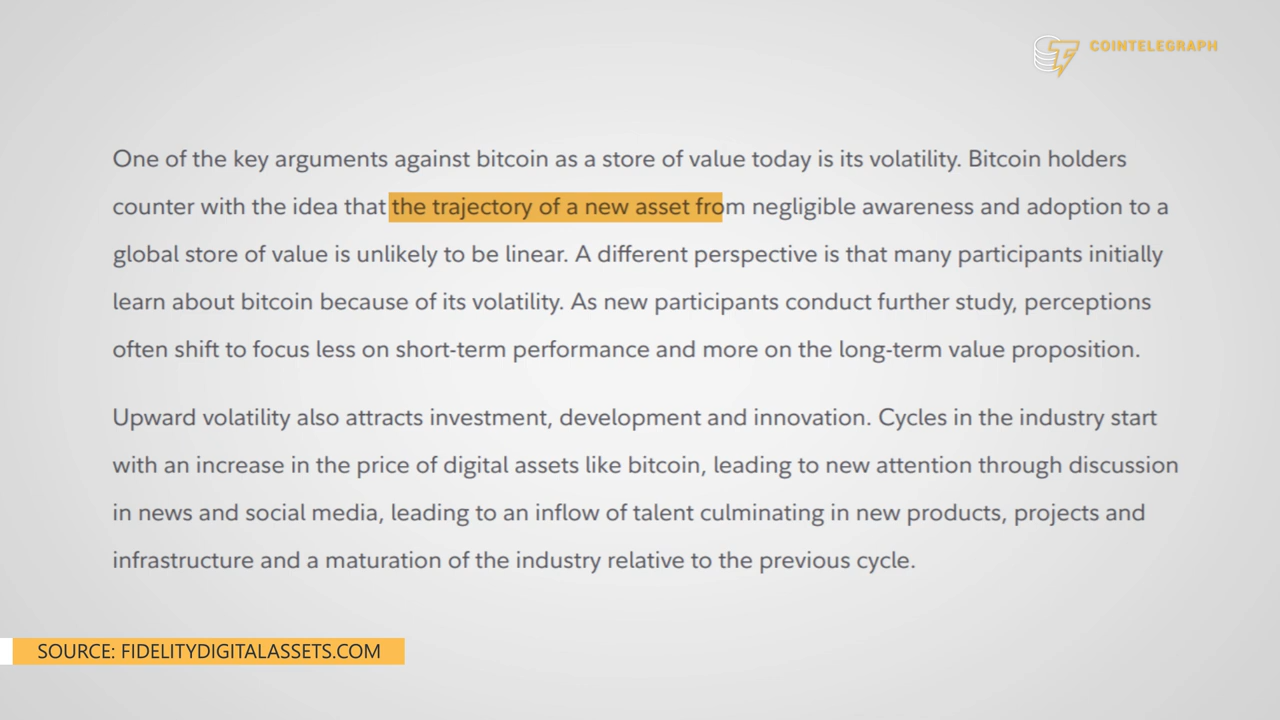 COINTELEGRAPH
One of the key arguments against bitcoin as a store of value today is its volatility. Bitcoin holders
counter with the idea that the trajectory of a new asset from negligible awareness and adoption to a
global store of value is unlikely to be linear. A different perspective is that many participants initially
learn about bitcoin because of its volatility. As new participants conduct further study, perceptions
often shift to focus less on short-term performance and more on the long-term value proposition.
Upward volatility also attracts investment, development and innovation. Cycles in the industry start
with an increase in the price of digital assets like bitcoin, leading to new attention through discussion
in news and social media, leading to an inflow of talent culminating in new products, projects and
infrastructure and a maturation of the industry relative to the previous cycle.
SOURCE: FIDELITYDIGITALASSETS.COM